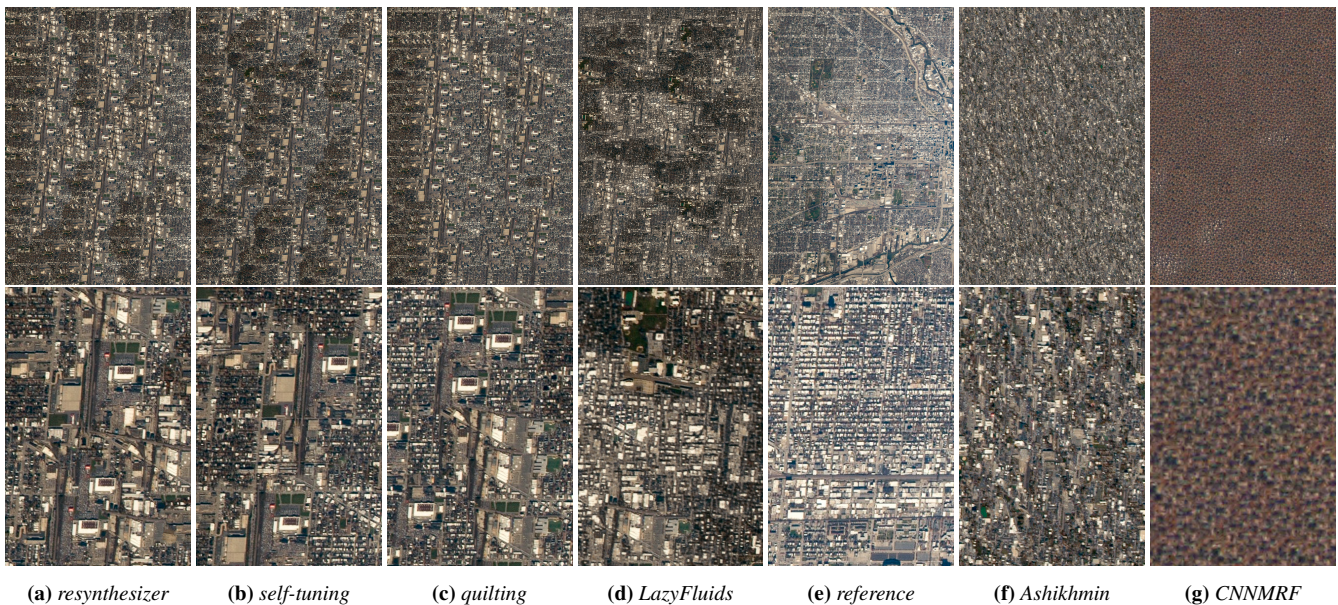 (a) resynthesizer (b) self-tuning (c) quilting (d) LazyFluids (e) reference (f) Ashikhmin (g) CNNMRF